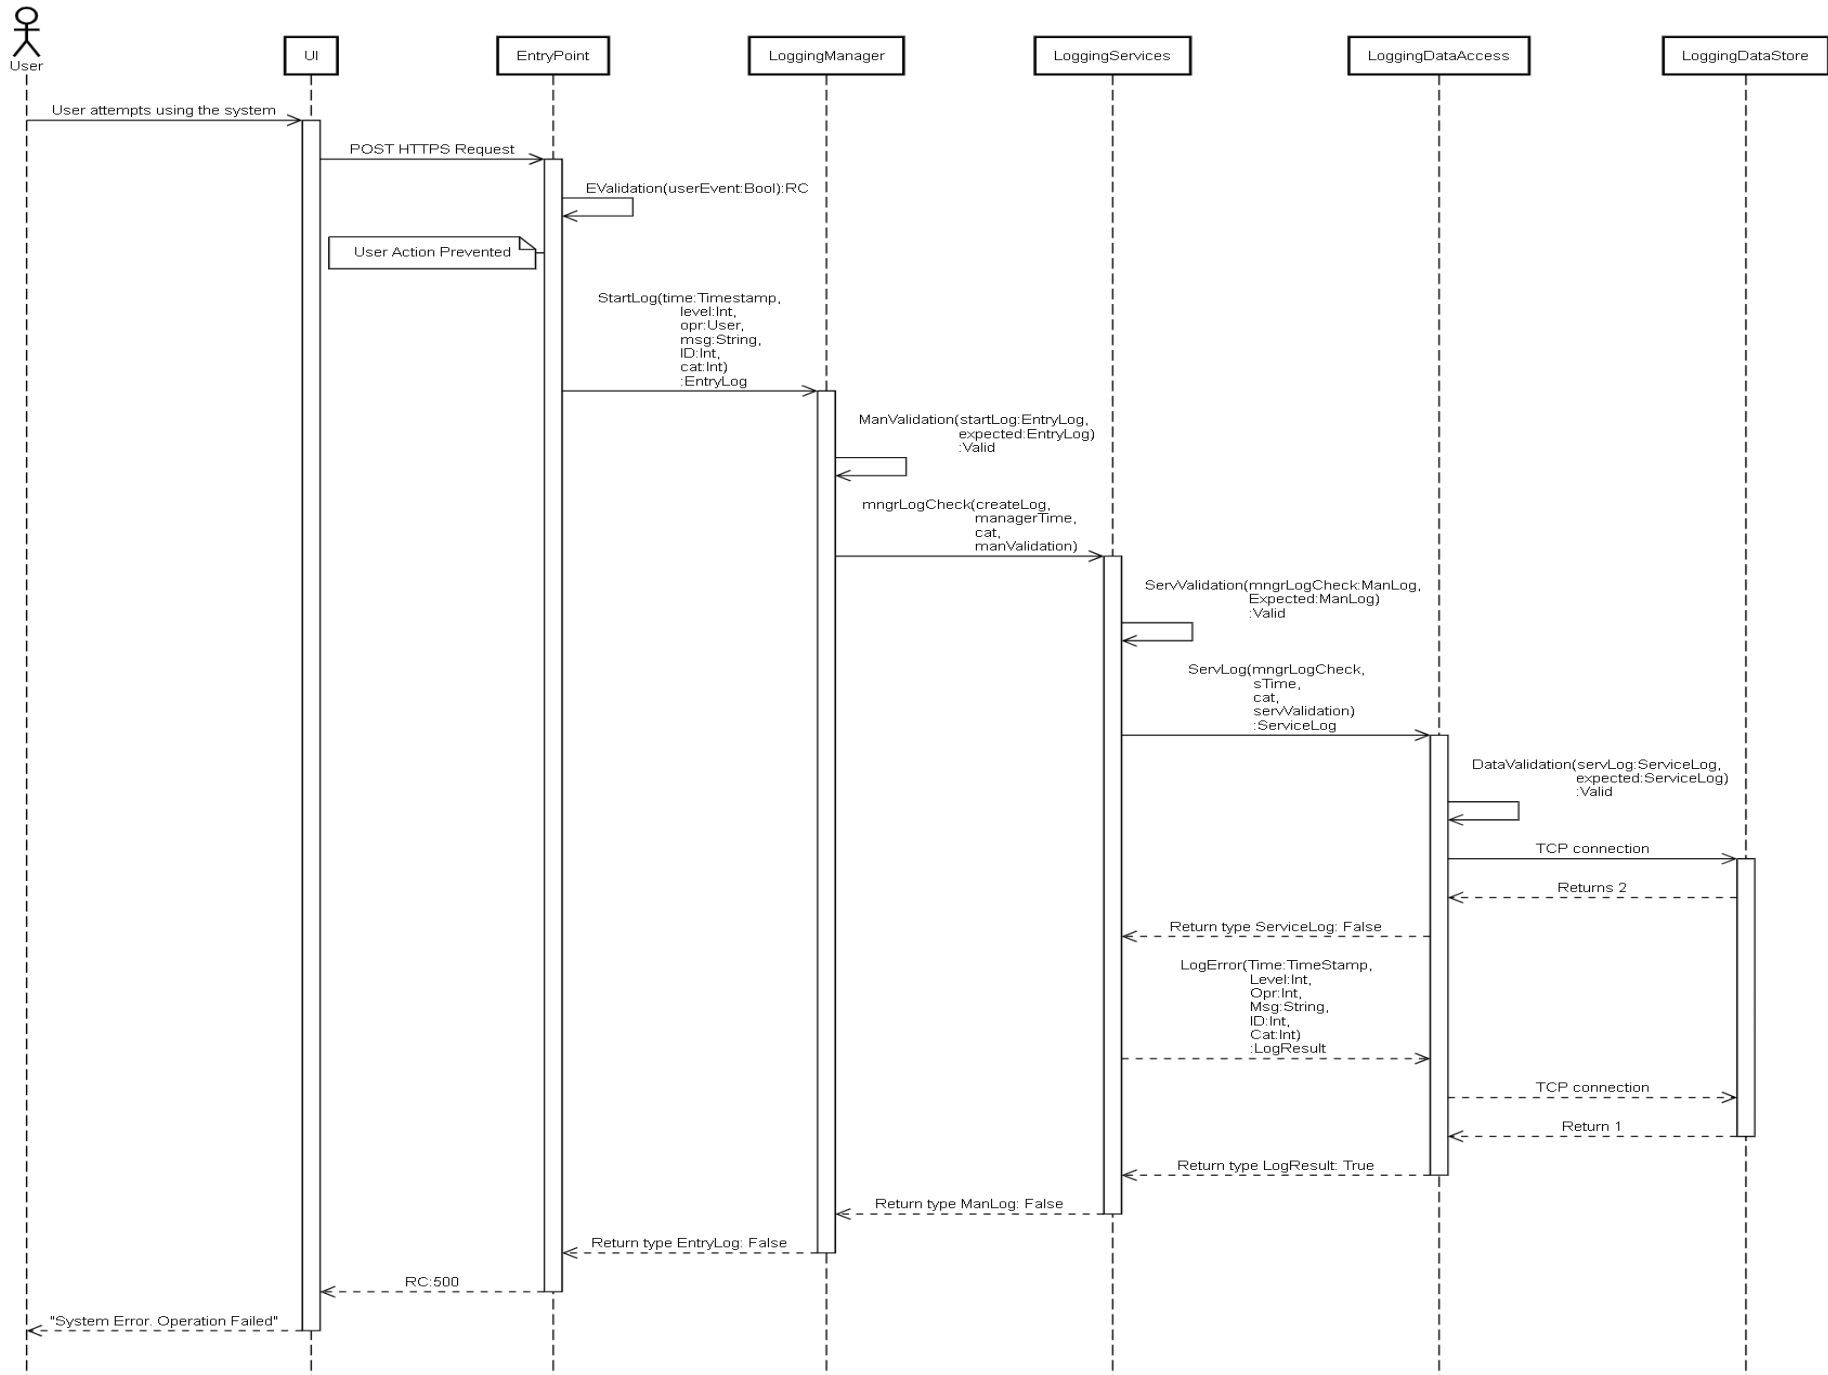 User
UI
EntryPoint
LoggingManager
LoggingServices
LoggingDataAccess
LoggingDataStore
User attempts using the system
POST HTTPS Request
EValidation(userEvent:Bool):RC
User Action Prevented
StartLog(time:Timestamp,
level:Int,
opr:User,
msg:String,
ID:Int,
cat:Int)
:EntryLog
ManValidation(startLog:EntryLog,
expected:EntryLog)
:Valid
mngrLogCheck(createLog,
managerTime,
cat,
manValidation)
ServValidation(mngrLogCheck:ManLog,
Expected:ManLog)
:Valid
ServLog(mngrLogCheck,
sTime,
cat,
servValidation)
:ServiceLog
DataValidation(servLog:ServiceLog,
expected:ServiceLog)
:Valid
TCP connection
Returns 2
Return type ServiceLog: False
LogError(Time:TimeStamp,
Level:Int,
Opr:Int,
Msg:String,
ID:Int,
Cat:Int)
:LogResult
TCP connection
Return 1
Return type LogResult: True
Return type ManLog: False
Return type EntryLog: False
RC:500
"System Error. Operation Failed"